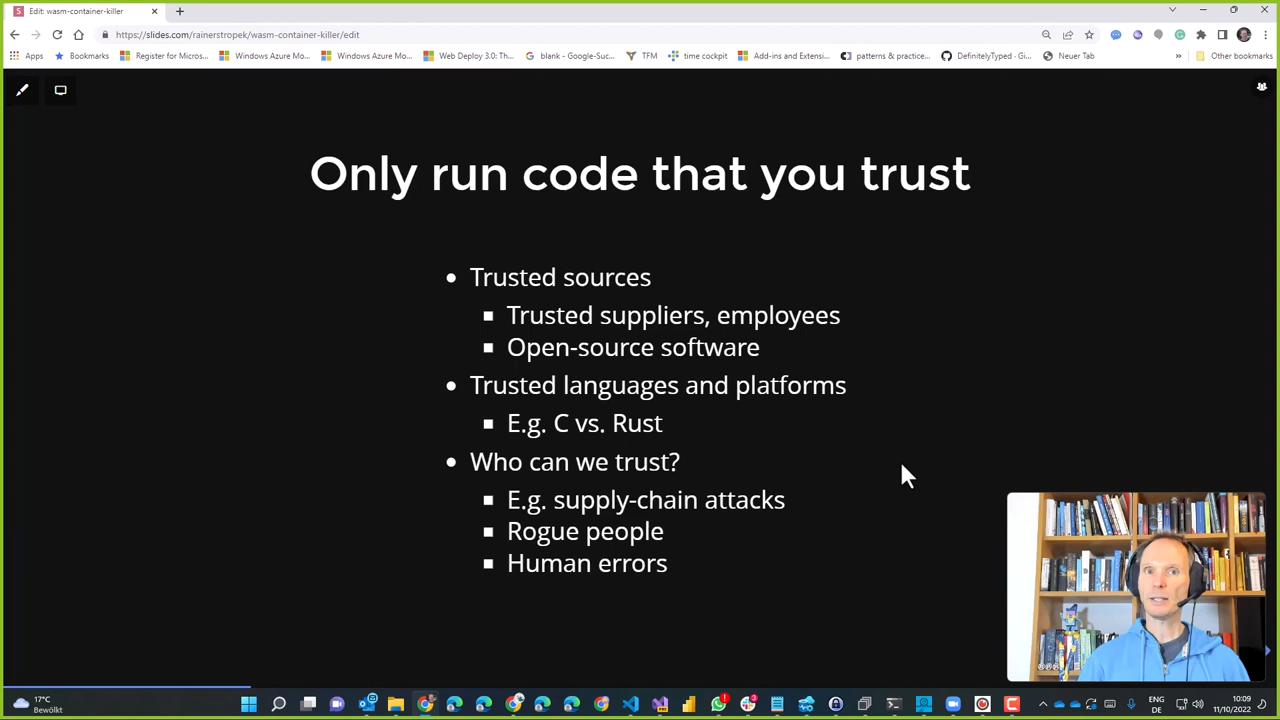 Edit: wasm-container-killer
https://slides.com/rainerstropek/wasm-container-killer/edit
Apps
Bookmarks
Register for Micros...
Windows Azure Mo...
Windows Azure Mo...
Web Deploy 3.0: Th...
blank - Google-Suc...
TFM
time cockpit
Add-ins and Extensi...
patterns & practice...
DefinitelyTyped - Gi...
Neuer Tab
»
Other bookmarks
Only run code that you trust
• Trusted sources
▪ Trusted suppliers, employees
▪ Open-source software
• Trusted languages and platforms
▪ E.g. C vs. Rust
• Who can we trust?
▪ E.g. supply-chain attacks
▪ Rogue people
▪ Human errors
17°C
Bewölkt
ENG
DE
10:09
11/10/2022